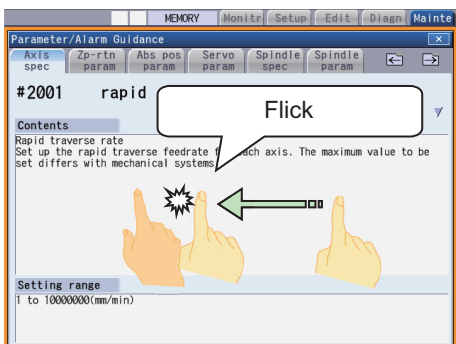 MEMORY Monitr Setup Edit Diagn Mainte
Parameter/Alarm Guidance
Axis spec Zp-rtn param Abs pos param Servo param Spindle spec Spindle param
#2001 rapid
Flick
Contents
Rapid traverse rate
Set up the rapid traverse feedrate f ach axis. The maximum value to be
set differs with mechanical systems
Setting range
1 to 10000000(mm/min)